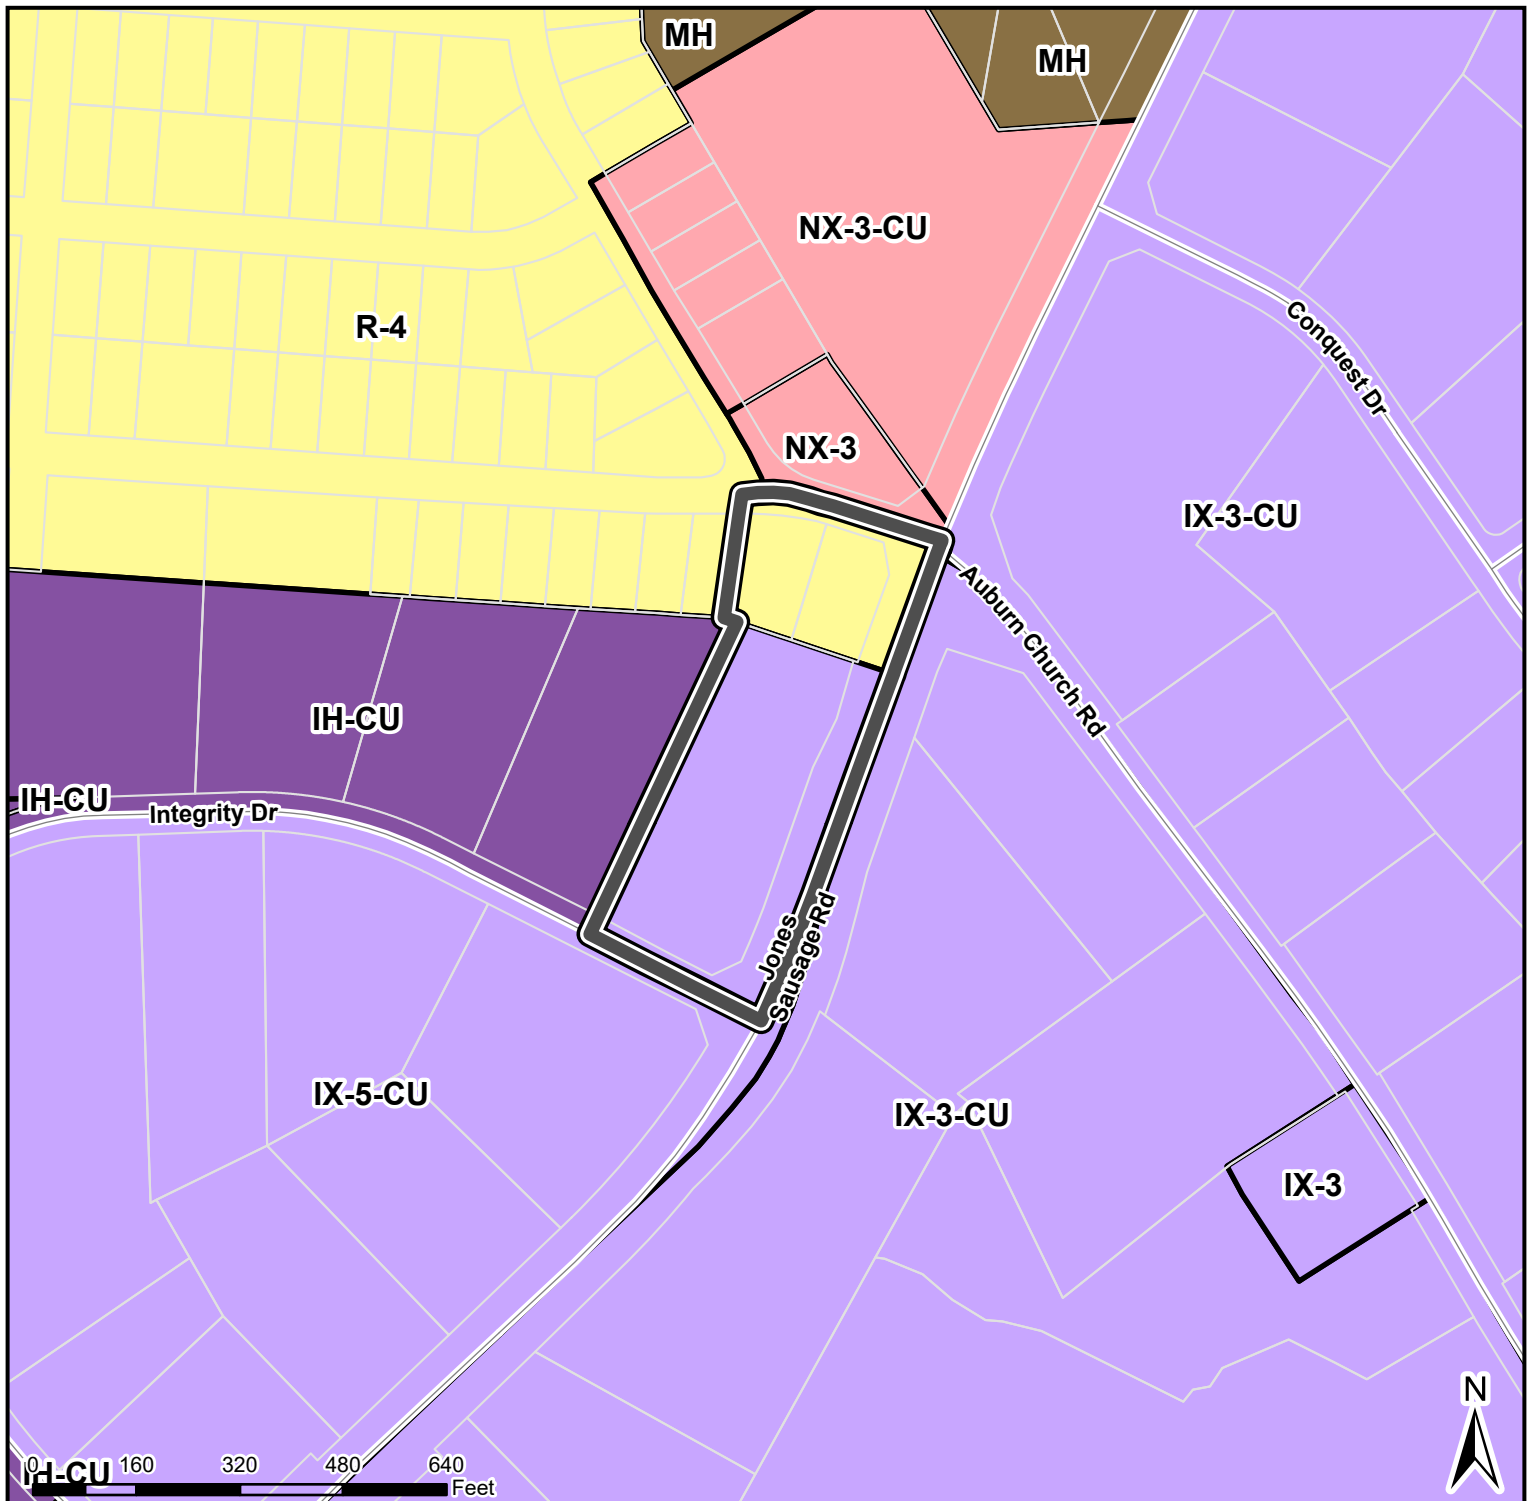 MH
MH
NX-3-CU
Conquest Dr
R-4
NX-3
IX-3-CU
Auburn Church Rd
IH-CU
IH-CU
Integrity Dr
Jones
Sausage Rd
IX-5-CU
IX-3-CU
IX-3
N
0 160 320 480 640
Feet
IH-CU